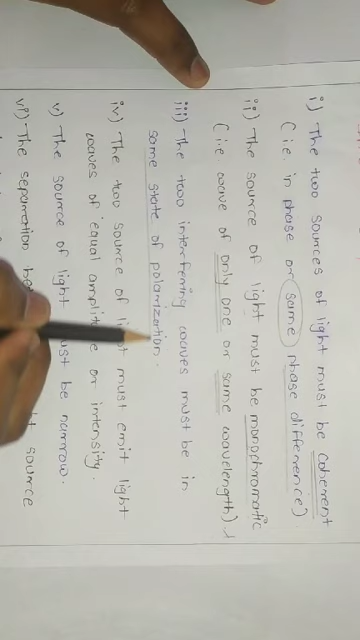 i) The two sources of light must be coherent
(i.e in phase or same phase difference)
ii) The source of light must be monochromatic
(i.e wave of only one or same wavelength)
iii) The two interfering waves must be in
same state of polarization.
iv) The two source of light must emit light
waves of equal amplitude or intensity.
v) The source of light must be narrow.
vi) The separation source